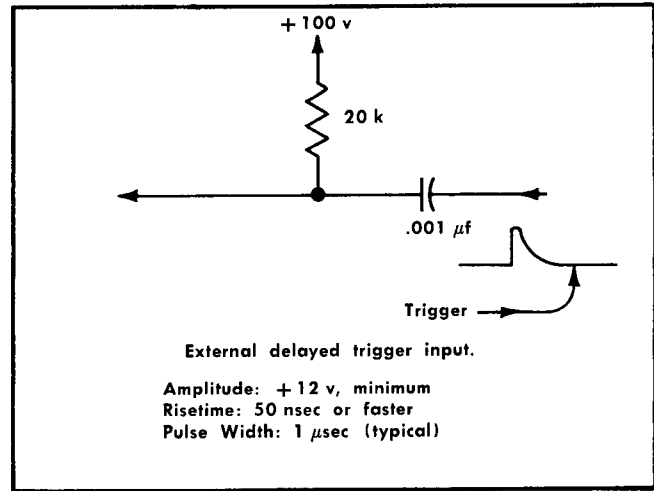 +100 v
20 k
.001 μf
Trigger
External delayed trigger input.
Amplitude: +12 v, minimum
Risetime: 50 nsec or faster
Pulse Width: 1 μsec (typical)